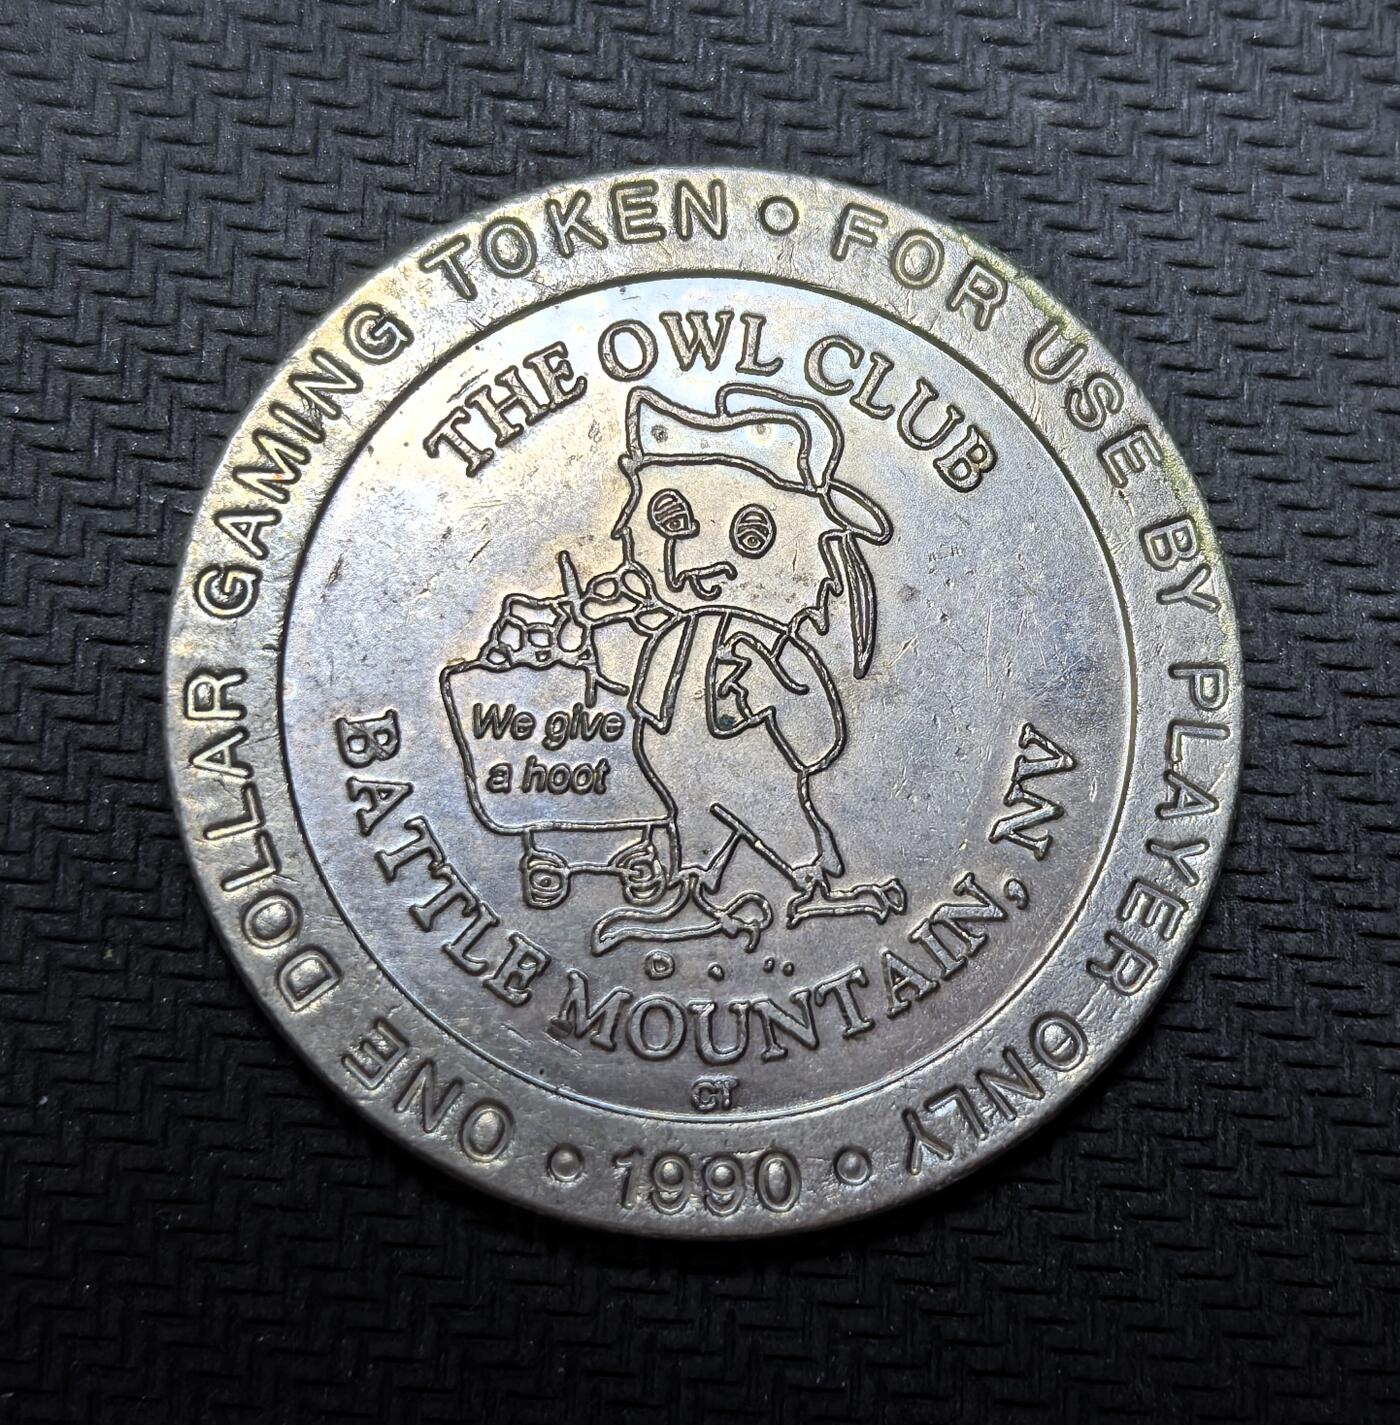 ONE DOLLAR GAMING TOKEN • FOR USE BY PLAYER ONLY • 1990 •
THE OWL CLUB
We give
a hoot
BATTLE MOUNTAIN, NV
CT